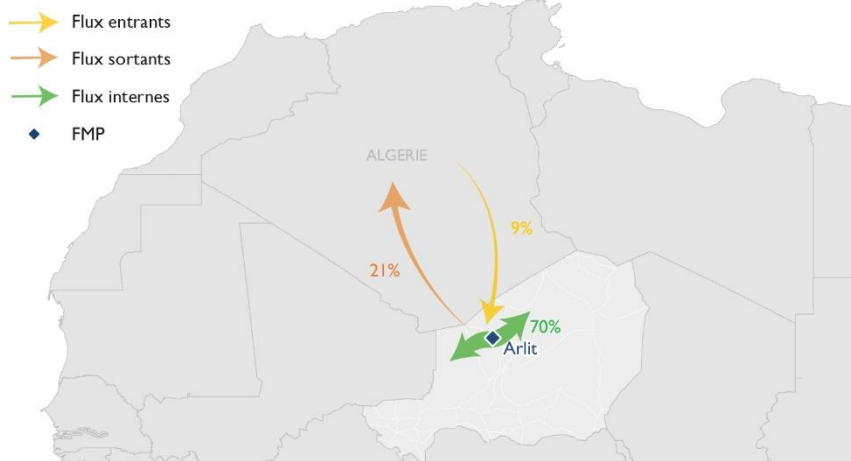 Flux entrants
Flux sortants
Flux internes
FMP
ALGERIE
9%
21%
70%
Arlit